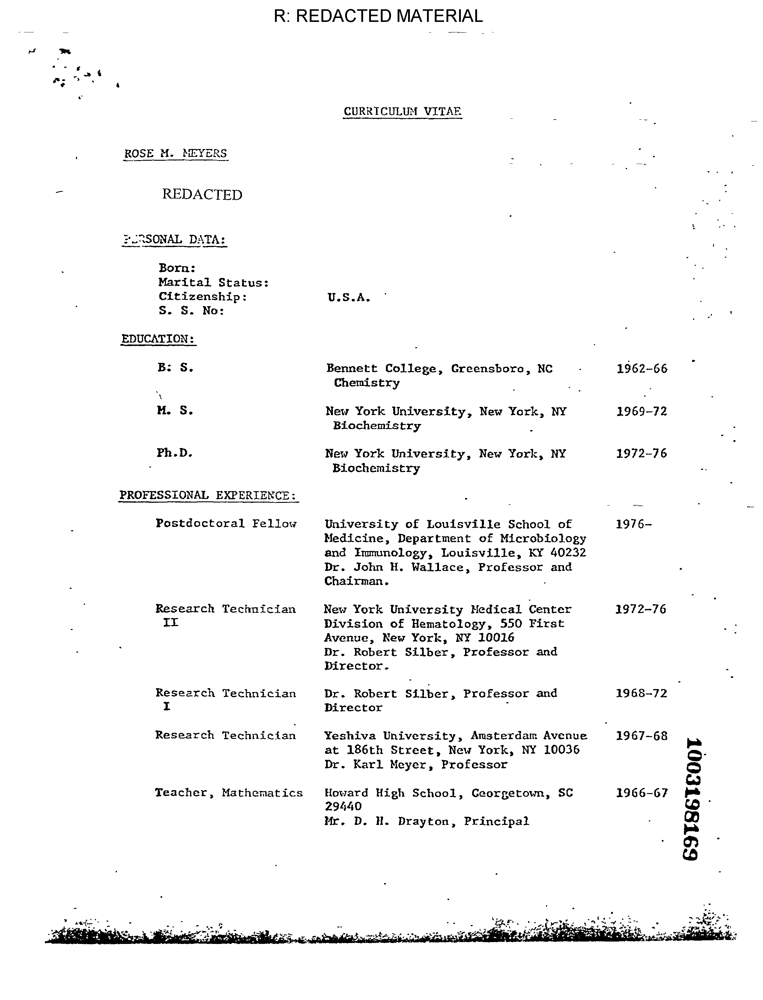 R: REDACTED MATERIAL
CURRICULUM VITAE
ROSE M. MEYERS
REDACTED
PERSONAL DATA:
Born:
Marital Status:
Citizenship: U.S.A.
S. S. No:
EDUCATION:
B. S. Bennett College, Greensboro, NC 1962-66
Chemistry
M. S. New York University, New York, NY 1969-72
Biochemistry
Ph.D. New York University, New York, NY 1972-76
Biochemistry
PROFESSIONAL EXPERIENCE:
Postdoctoral Fellow University of Louisville School of 1976-
Medicine, Department of Microbiology
and Immunology, Louisville, KY 40232
Dr. John H. Wallace, Professor and
Chairman.
Research Technician New York University Medical Center 1972-76
II Division of Hematology, 550 First
Avenue, New York, NY 10016
Dr. Robert Silber, Professor and
Director.
Research Technician Dr. Robert Silber, Professor and 1968-72
I Director
Research Technician Yeshiva University, Amsterdam Avenue 1967-68
at 186th Street, New York, NY 10036
Dr. Karl Meyer, Professor
Teacher, Mathematics Howard High School, Georgetown, SC 1966-67
29440
Mr. D. H. Drayton, Principal
1003198169